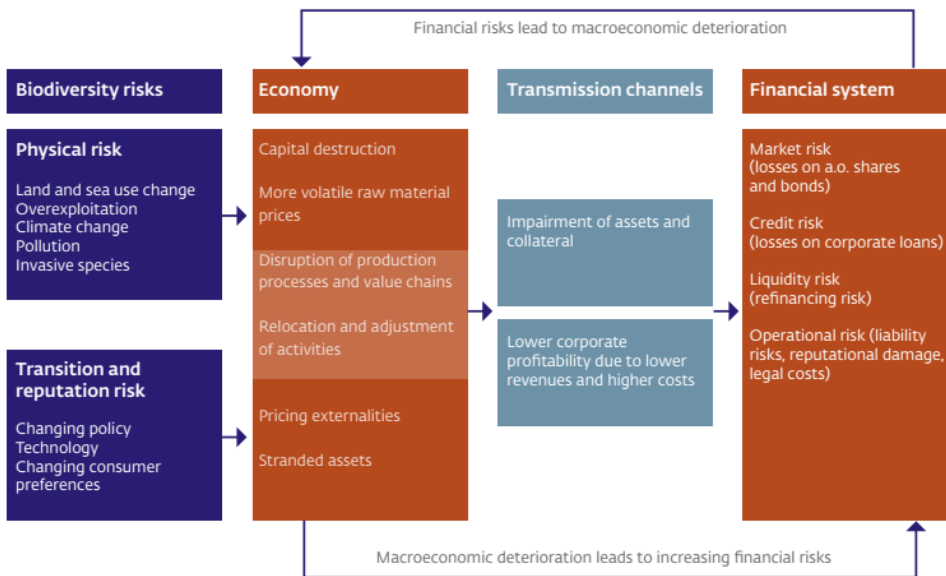 Financial risks lead to macroeconomic deterioration
Biodiversity risks
Economy
Transmission channels
Financial system
Physical risk
Land and sea use change
Overexploitation
Climate change
Pollution
Invasive species
Transition and
reputation risk
Changing policy
Technology
Changing consumer
preferences
Capital destruction
More volatile raw material
prices
Disruption of production
processes and value chains
Relocation and adjustment
of activities
Pricing externalities
Stranded assets
Impairment of assets and
collateral
Lower corporate
profitability due to lower
revenues and higher costs
Market risk
(losses on a.o. shares
and bonds)
Credit risk
(losses on corporate loans)
Liquidity risk
(refinancing risk)
Operational risk (liability
risks, reputational damage,
legal costs)
Macroeconomic deterioration leads to increasing financial risks